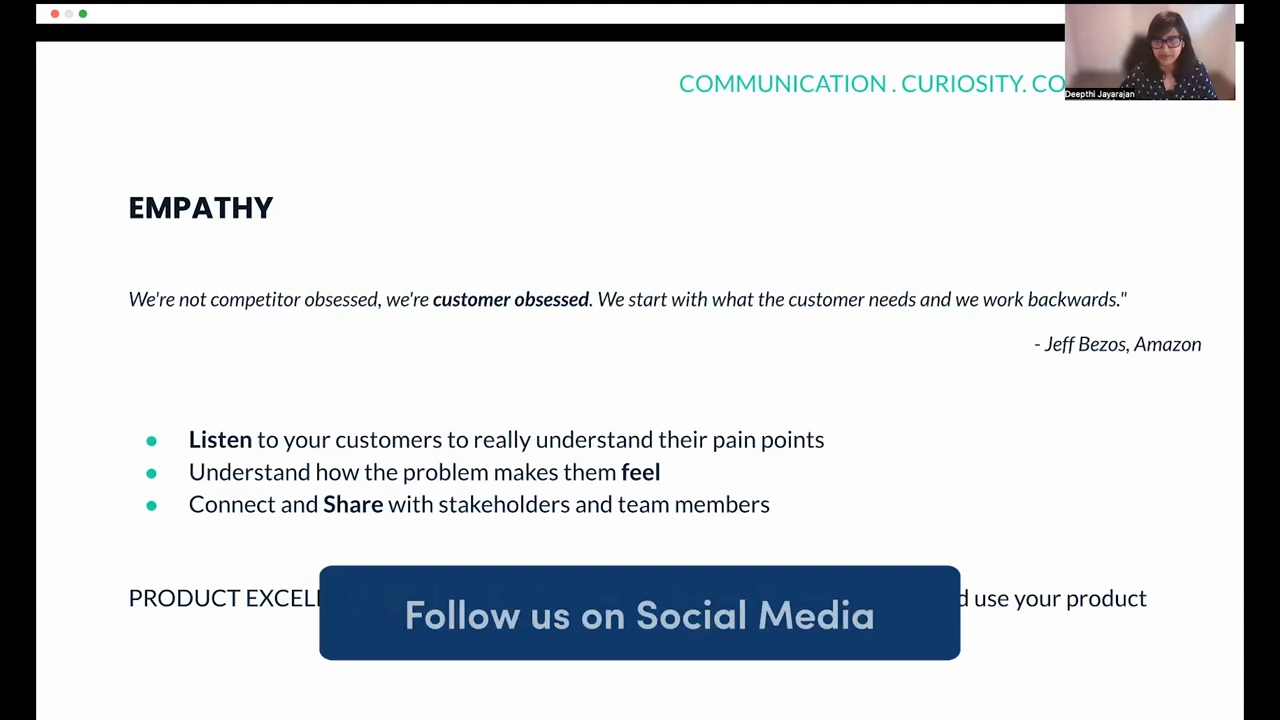 COMMUNICATION . CURIOSITY. CO
Deepthi Jayarajan
EMPATHY
We're not competitor obsessed, we're customer obsessed. We start with what the customer needs and we work backwards."
- Jeff Bezos, Amazon
● Listen to your customers to really understand their pain points
● Understand how the problem makes them feel
● Connect and Share with stakeholders and team members
PRODUCT EXCEL
use your product
Follow us on Social Media